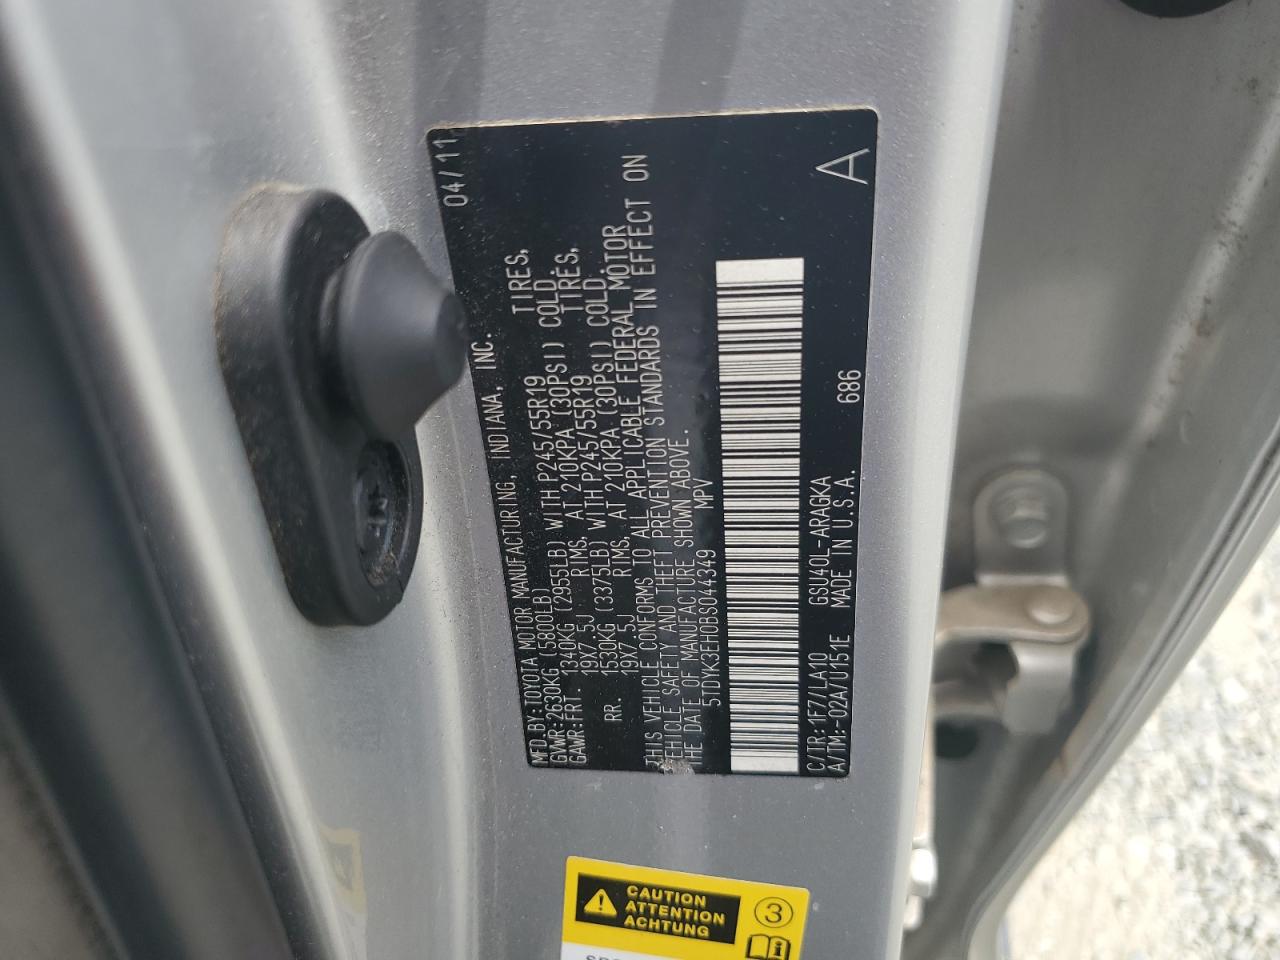 MFD.BY:TOYOTA MOTOR MANUFACTURING, INDIANA, INC. 04/11
GVWR:2630KG (5800LB)
GAWR:FRT. 1340KG (2955LB) WITH P245/55R19 TIRES,
19X7.5J RIMS, AT 210KPA (30PSI) COLD.
RR. 1530KG (3375LB) WITH P245/55R19 TIRES,
19X7.5J RIMS, AT 210KPA (30PSI) COLD.
THIS VEHICLE CONFORMS TO ALL APPLICABLE FEDERAL MOTOR
VEHICLE SAFETY AND THEFT PREVENTION STANDARDS IN EFFECT ON
THE DATE OF MANUFACTURE SHOWN ABOVE.
5TDYK3EH0BS044349 MPV
C/TR:1F7/LA10 GSU40L-ARAGKA 686
A/TM:-02A/U151E MADE IN U.S.A. A
CAUTION
ATTENTION
ACHTUNG
3